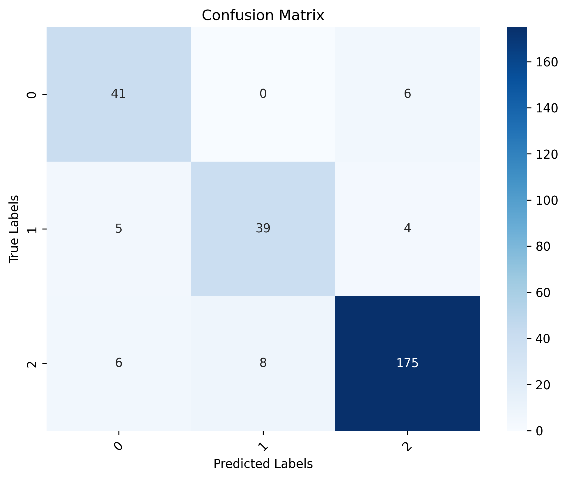 Confusion Matrix
True Labels
0 41 0 6
1 5 39 4
2 6 8 175
0 1 2
Predicted Labels
160
140
120
100
80
60
40
20
0